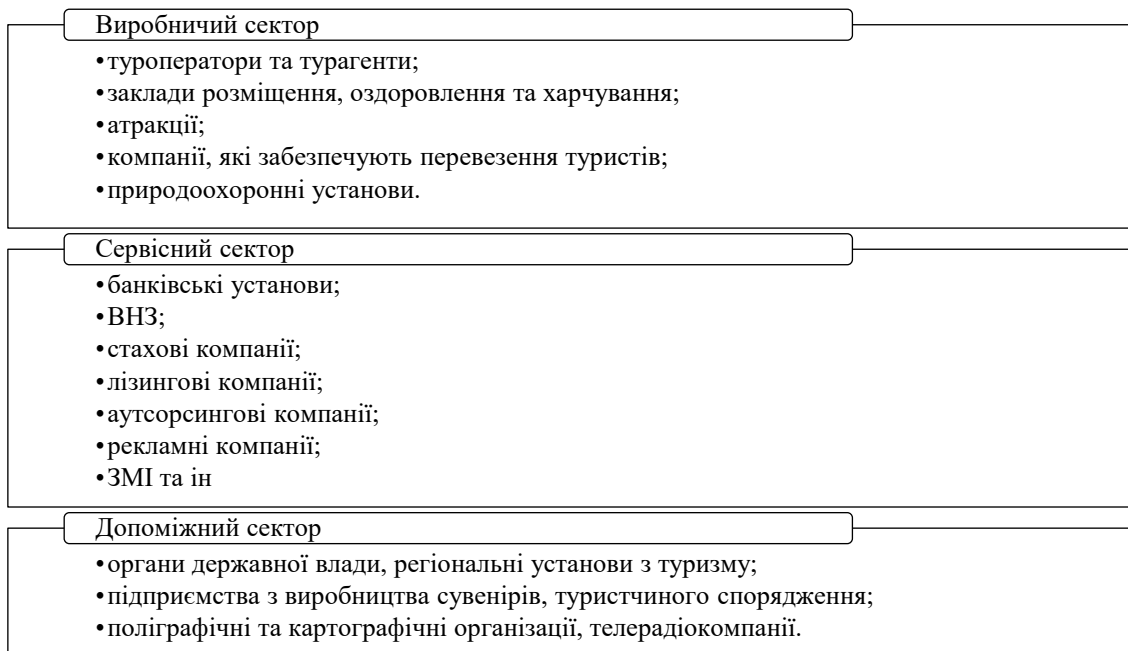 Виробничий сектор
•туроператори та турагенти;
•заклади розміщення, оздоровлення та харчування;
•атракції;
•компанії, які забезпечують перевезення туристів;
•природоохоронні установи.
Сервісний сектор
•банківські установи;
•ВНЗ;
•стахові компанії;
•лізингові компанії;
•аутсорсингові компанії;
•рекламні компанії;
•ЗМІ та ін
Допоміжний сектор
•органи державної влади, регіональні установи з туризму;
•підприємства з виробництва сувенірів, туристчиного спорядження;
•поліграфічні та картографічні організації, телерадіокомпанії.